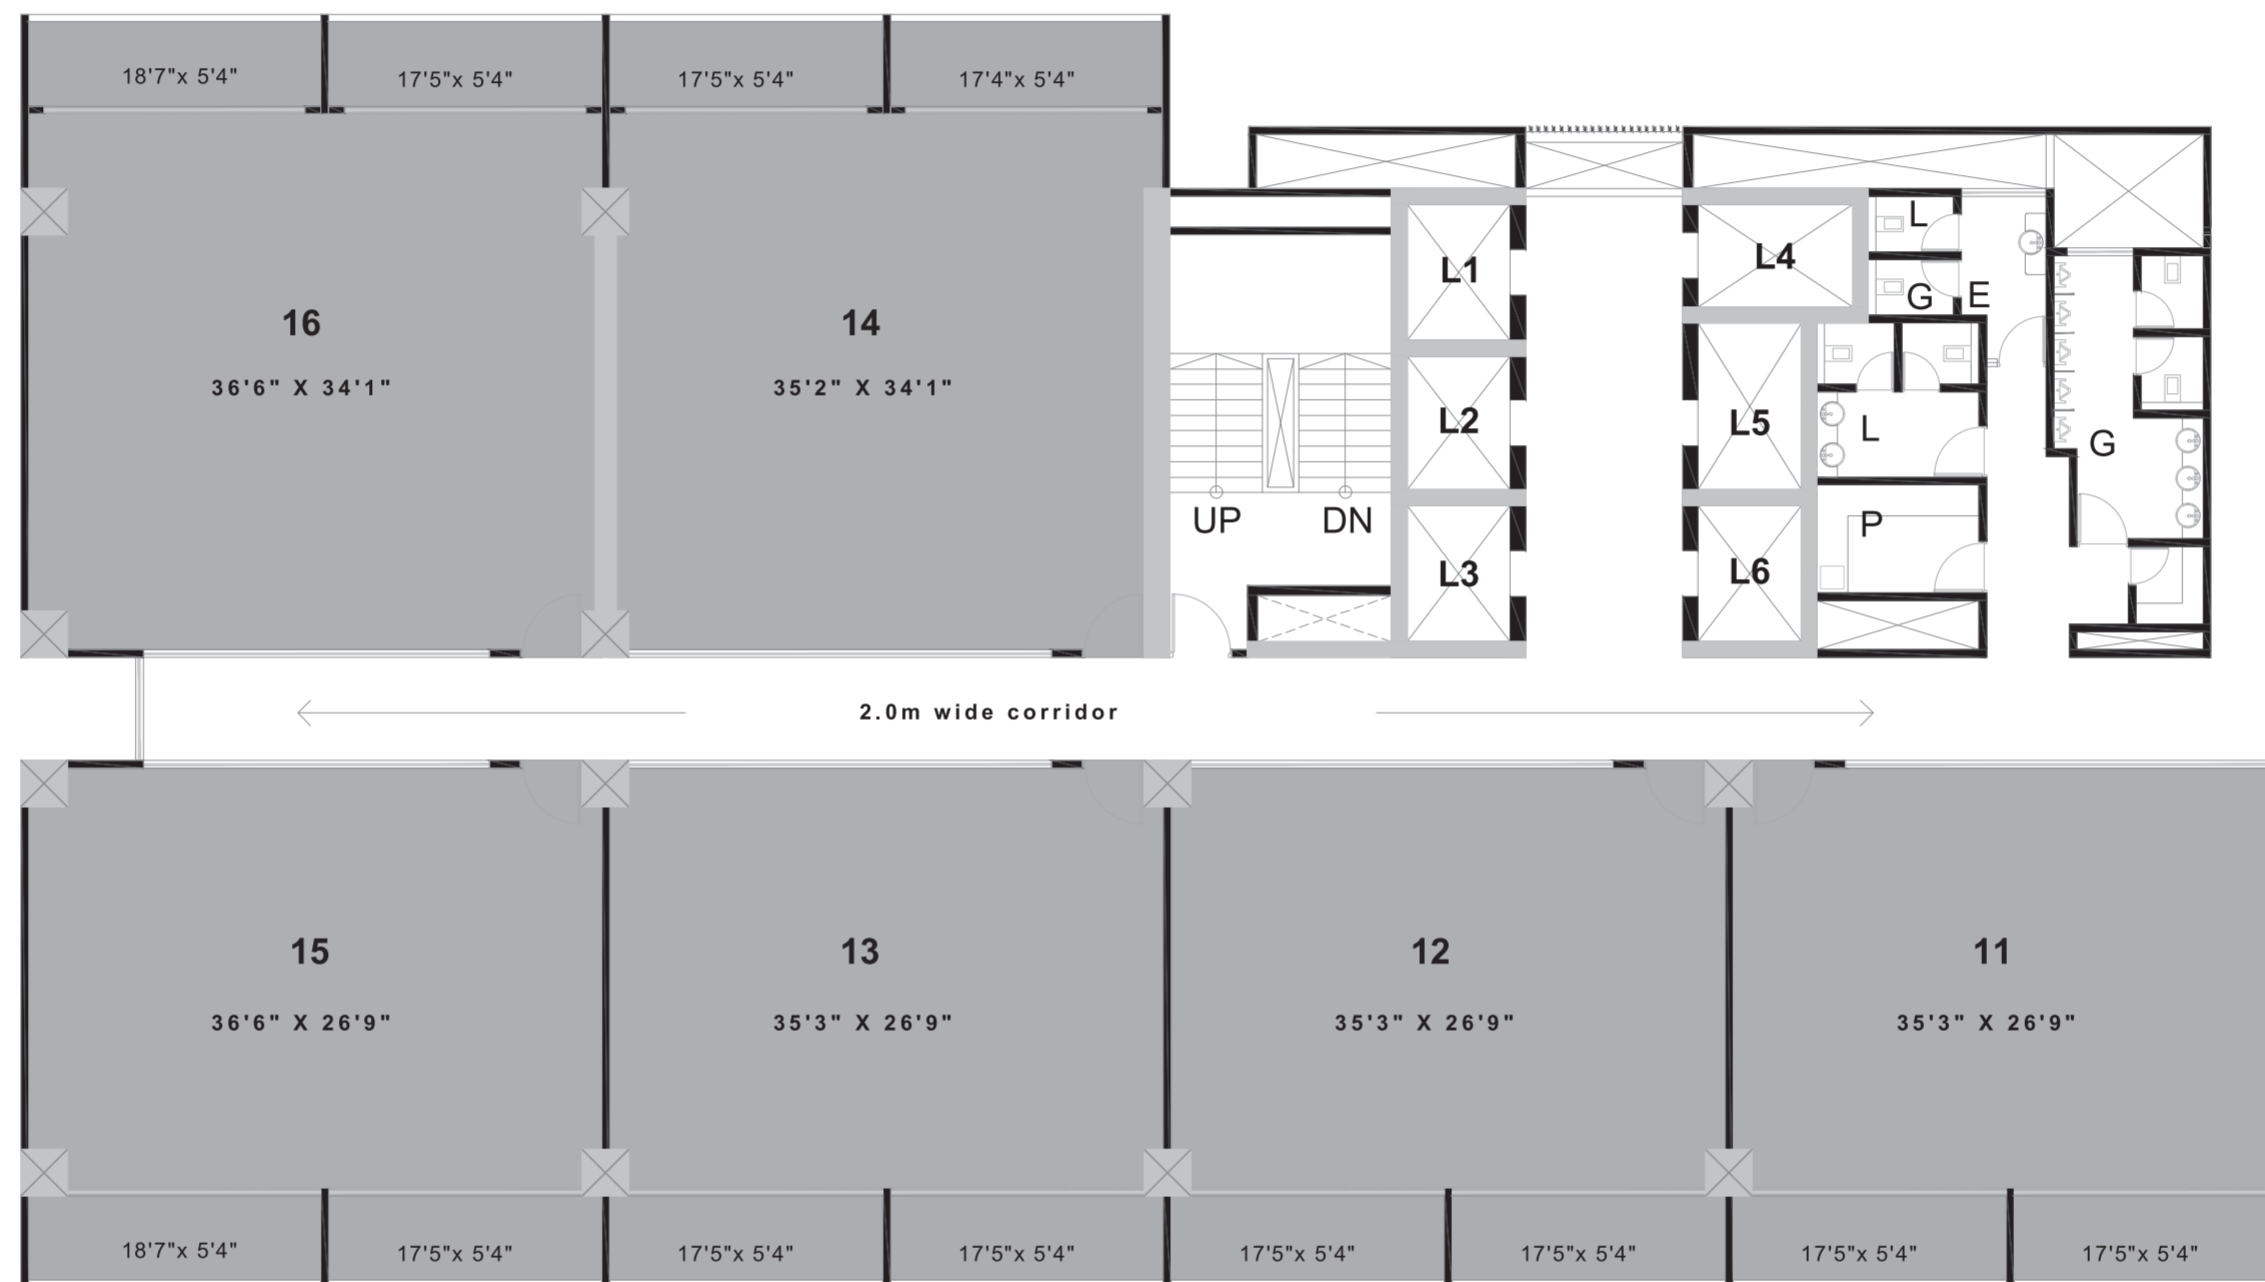 18'7"x 5'4"
17'5"x 5'4"
17'5"x 5'4"
17'4"x 5'4"
16
36'6" X 34'1"
14
35'2" X 34'1"
UP
DN
L1
L2
L3
L4
L5
L6
L
G
E
L
P
G
2.0m wide corridor
15
36'6" X 26'9"
13
35'3" X 26'9"
12
35'3" X 26'9"
11
35'3" X 26'9"
18'7"x 5'4"
17'5"x 5'4"
17'5"x 5'4"
17'5"x 5'4"
17'5"x 5'4"
17'5"x 5'4"
17'5"x 5'4"
17'5"x 5'4"